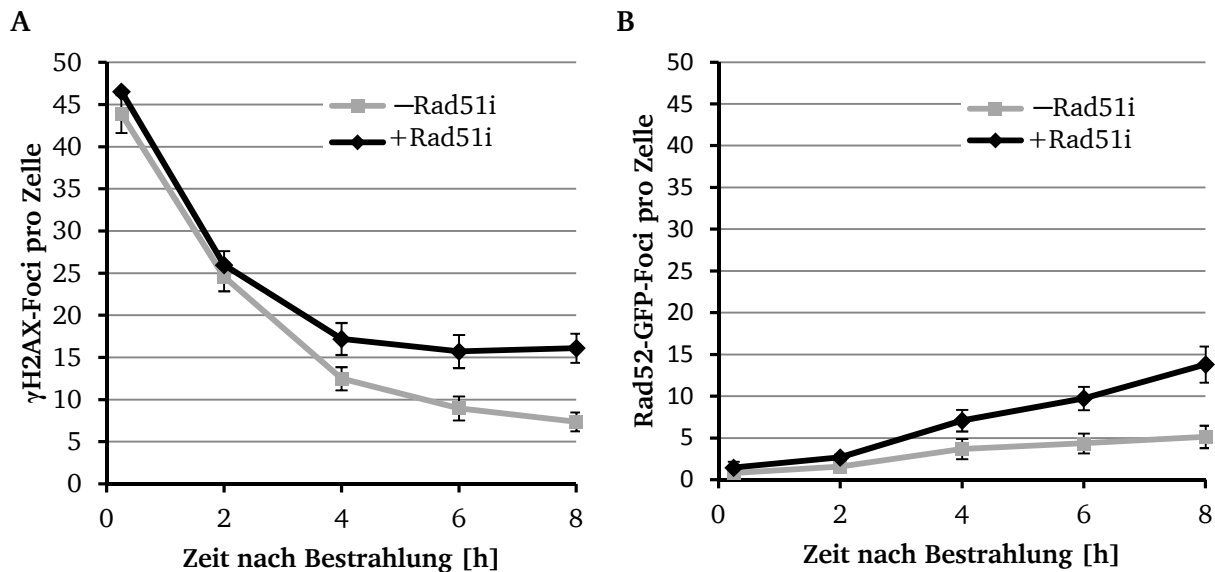 A
γH2AX-Foci pro Zelle
50
45
40
35
30
25
20
15
10
5
0
—Rad51i
+Rad51i
0 2 4 6 8
Zeit nach Bestrahlung [h]
B
Rad52-GFP-Foci pro Zelle
50
45
40
35
30
25
20
15
10
5
0
—Rad51i
+Rad51i
0 2 4 6 8
Zeit nach Bestrahlung [h]